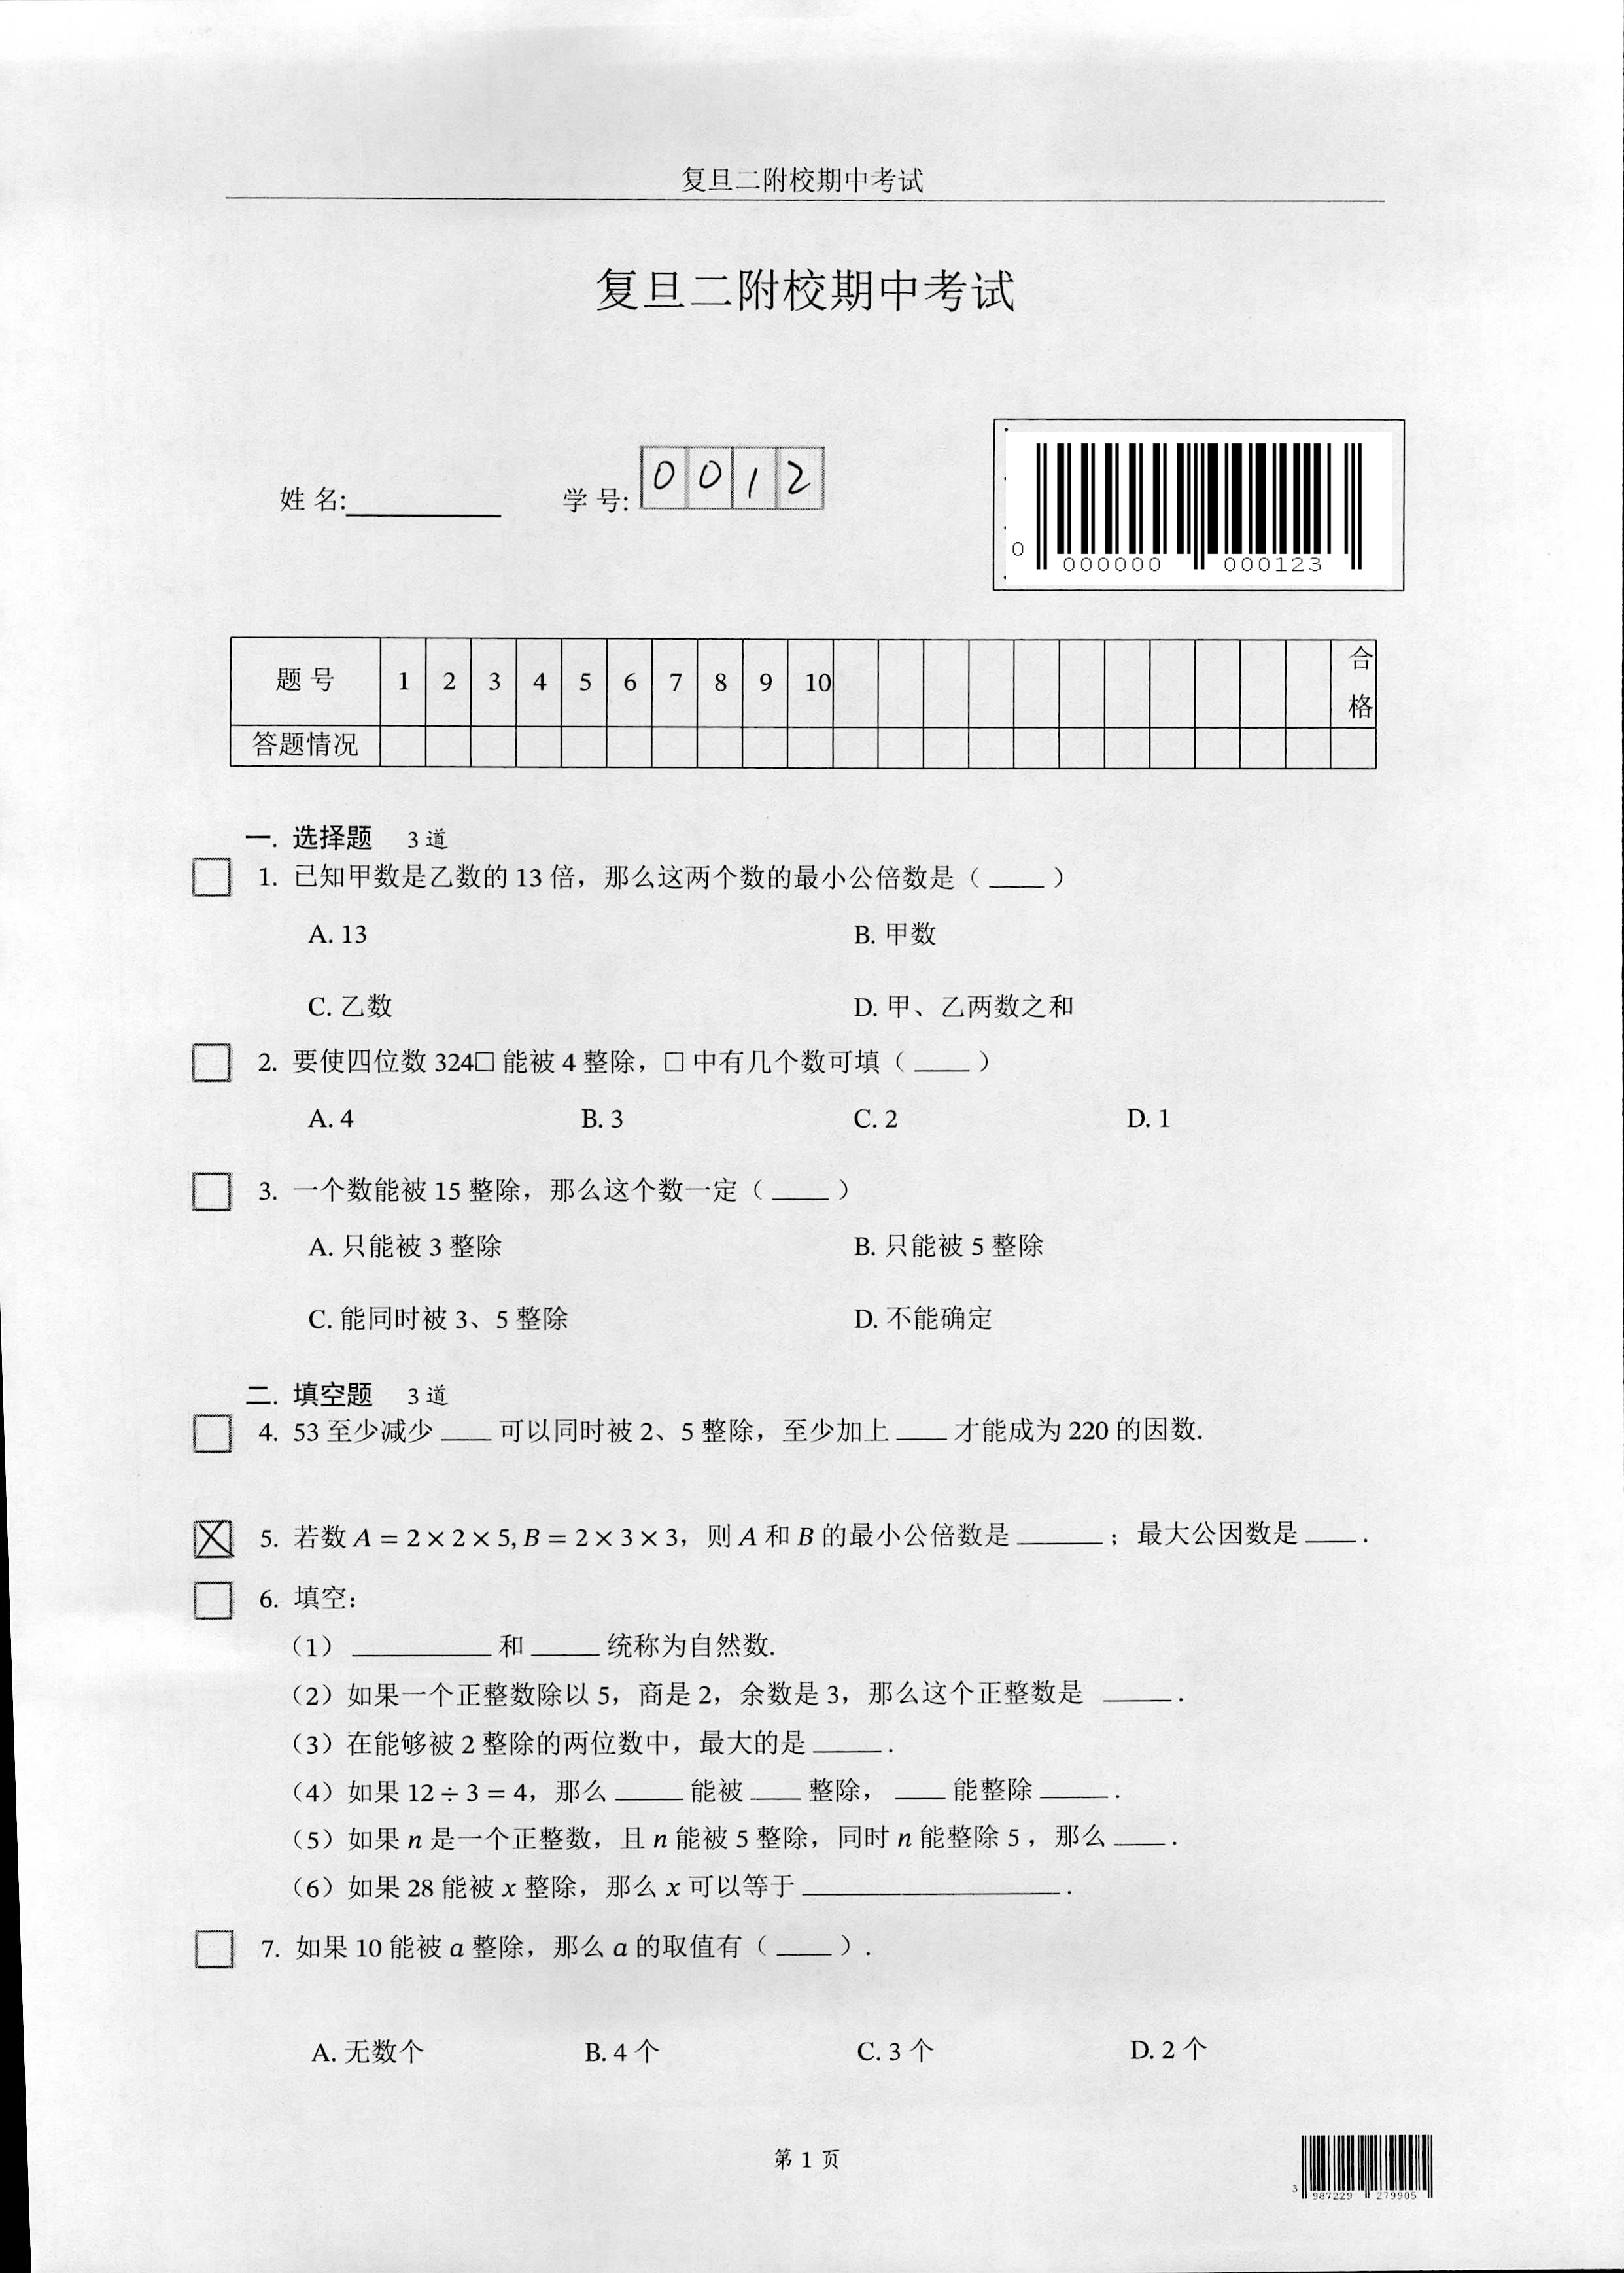 复旦二附校期中考试
复旦二附校期中考试
姓 名:
学 号: 0 0 1 2
0 000000 000123
题 号 1 2 3 4 5 6 7 8 9 10 合格
答题情况
一. 选择题 3 道
1. 已知甲数是乙数的 13 倍，那么这两个数的最小公倍数是（____）
A. 13 B. 甲数
C. 乙数 D. 甲、乙两数之和
2. 要使四位数 324□ 能被 4 整除，□ 中有几个数可填（____）
A. 4 B. 3 C. 2 D. 1
3. 一个数能被 15 整除，那么这个数一定（____）
A. 只能被 3 整除 B. 只能被 5 整除
C. 能同时被 3、5 整除 D. 不能确定
二. 填空题 3 道
4. 53 至少减少 ____ 可以同时被 2、5 整除，至少加上 ____ 才能成为 220 的因数.
5. 若数 A = 2 × 2 × 5, B = 2 × 3 × 3，则 A 和 B 的最小公倍数是 ______；最大公因数是 ____.
6. 填空：
（1）__________ 和 _____ 统称为自然数.
（2）如果一个正整数除以 5，商是 2，余数是 3，那么这个正整数是 _____.
（3）在能够被 2 整除的两位数中，最大的是 _____.
（4）如果 12 ÷ 3 = 4，那么 _____ 能被 ____ 整除，____ 能整除 _____.
（5）如果 n 是一个正整数，且 n 能被 5 整除，同时 n 能整除 5，那么 ____.
（6）如果 28 能被 x 整除，那么 x 可以等于 __________________.
7. 如果 10 能被 a 整除，那么 a 的取值有（____）.
A. 无数个 B. 4 个 C. 3 个 D. 2 个
第 1 页
3 987229 279905